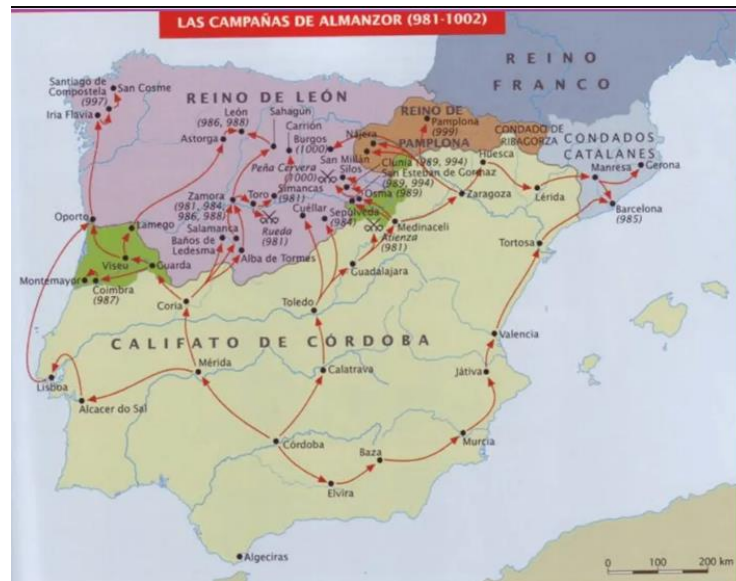 LAS CAMPAÑAS DE ALMANZOR (981-1002)
REINO
FRANCO
Santiago de
Compostela
(997)
San Cosme
Iria Flavia
REINO DE LEÓN
León
(986, 988)
Sahagún
Astorga
Carrión
Burgos
(1000)
Nájera
REINO DE
PAMPLONA
Pamplona
(999)
CONDADO DE
RIBAGORZA
CONDADOS
CATALANES
Peña Cervera
(1000)
San Millán
Silos
Clunia (989, 994)
San Esteban de Gormaz
(989, 994)
Osma (989)
Huesca
Manresa
Gerona
Zamora
(981, 984)
986, 988)
Toro
Simancas
(981)
Rueda
(981)
Cuéllar
Sepúlveda
(984)
Atienza
(981)
Medinaceli
Zaragoza
Lérida
Barcelona
(985)
Oporto
Lamego
Salamanca
Baños de
Ledesma
Alba de Tormes
Viseu
Guarda
Montemayor
Coimbra
(987)
Guadalajara
Tortosa
Coria
Toledo
CALIFATO DE CÓRDOBA
Valencia
Mérida
Calatrava
Játiva
Lisboa
Alcacer do Sal
Córdoba
Baza
Murcia
Elvira
Algeciras
0 100 200 km